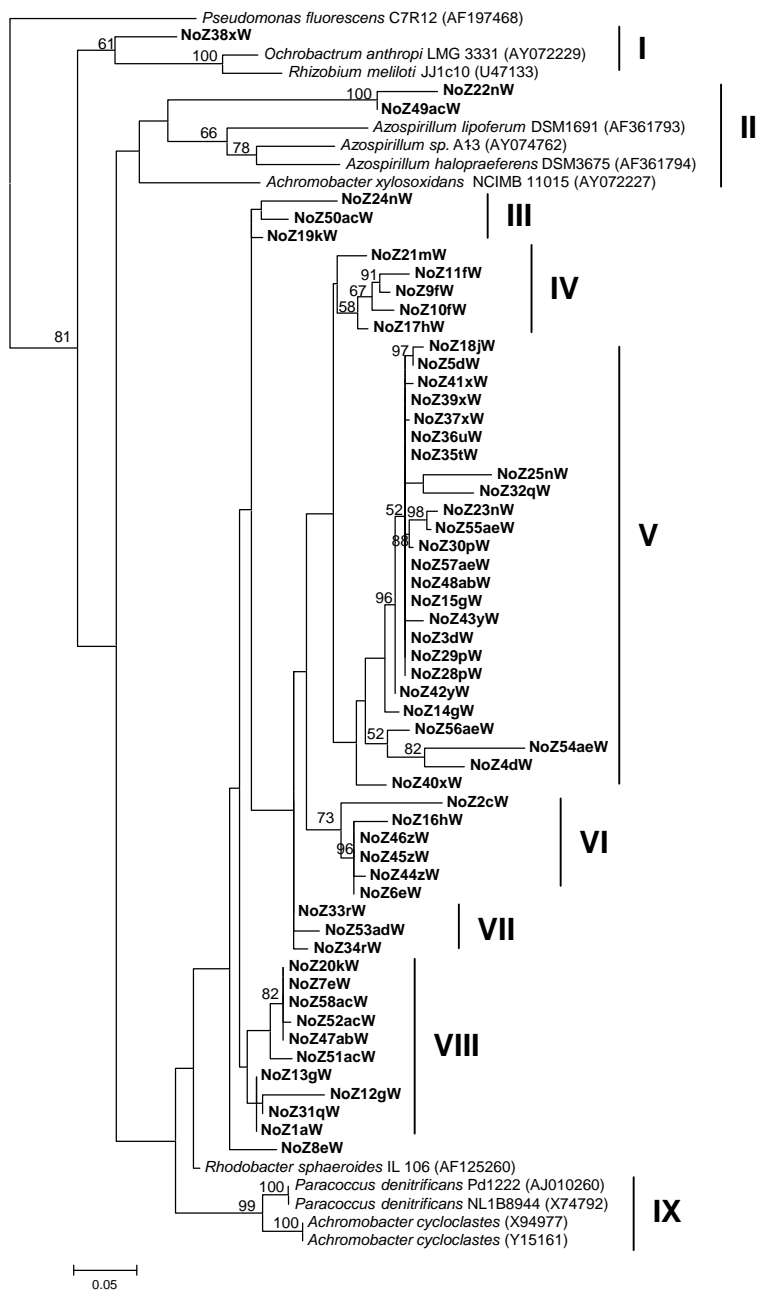 Pseudomonas fluorescens C7R12 (AF197468)
NoZ38xW
61
I
Ochrobactrum anthropi LMG 3331 (AY072229)
100
Rhizobium meliloti JJ1c10 (U47133)
NoZ22nW
100
NoZ49acW
II
Azospirillum lipoferum DSM1691 (AF361793)
66
Azospirillum sp. A13 (AY074762)
78
Azospirillum halopraeferens DSM3675 (AF361794)
Achromobacter xylosoxidans NCIMB 11015 (AY072227)
NoZ24nW
III
NoZ50acW
NoZ19kW
NoZ21mW
NoZ11fW
91
IV
NoZ9fW
67
NoZ10fW
58
NoZ17hW
81
NoZ18jW
97
NoZ5dW
NoZ41xW
NoZ39xW
NoZ37xW
NoZ36uW
NoZ35tW
NoZ25nW
NoZ32qW
NoZ23nW
52
98
NoZ55aeW
V
88
NoZ30pW
NoZ57aeW
NoZ48abW
NoZ15gW
96
NoZ43yW
NoZ3dW
NoZ29pW
NoZ28pW
NoZ42yW
NoZ14gW
NoZ56aeW
52
NoZ54aeW
82
NoZ4dW
NoZ40xW
NoZ2cW
NoZ16hW
73
NoZ46zW
VI
96
NoZ45zW
NoZ44zW
NoZ6eW
NoZ33rW
NoZ53adW
VII
NoZ34rW
NoZ20kW
NoZ7eW
82
NoZ58acW
NoZ52acW
NoZ47abW
VIII
NoZ51acW
NoZ13gW
NoZ12gW
NoZ31qW
NoZ1aW
NoZ8eW
Rhodobacter sphaeroides IL 106 (AF125260)
Paracoccus denitrificans Pd1222 (AJ010260)
100
Paracoccus denitrificans NL1B8944 (X74792)
99
IX
Achromobacter cycloclastes (X94977)
100
Achromobacter cycloclastes (Y15161)
0.05